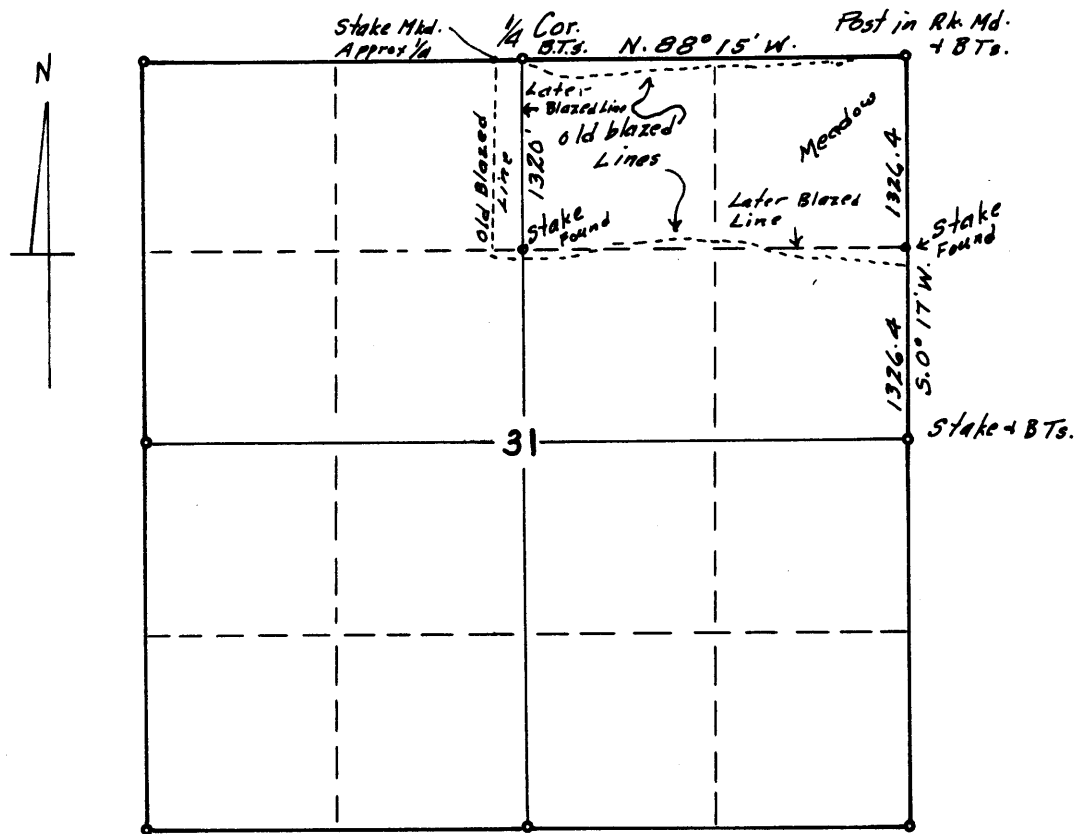 Stake Mkd.
Approx 1/4
1/4 Cor.
B.T.s.
N. 88° 15' W.
Post in Rk. Md.
+ BTs.
N
Later
Blazed Line
Old Blazed
Line
1320'
old blazed
Lines
Meadow
1326.4
Later Blazed
Line
Stake
Found
Stake
Found
1326.4
S. 0° 17' W.
Stake + BTs.
31